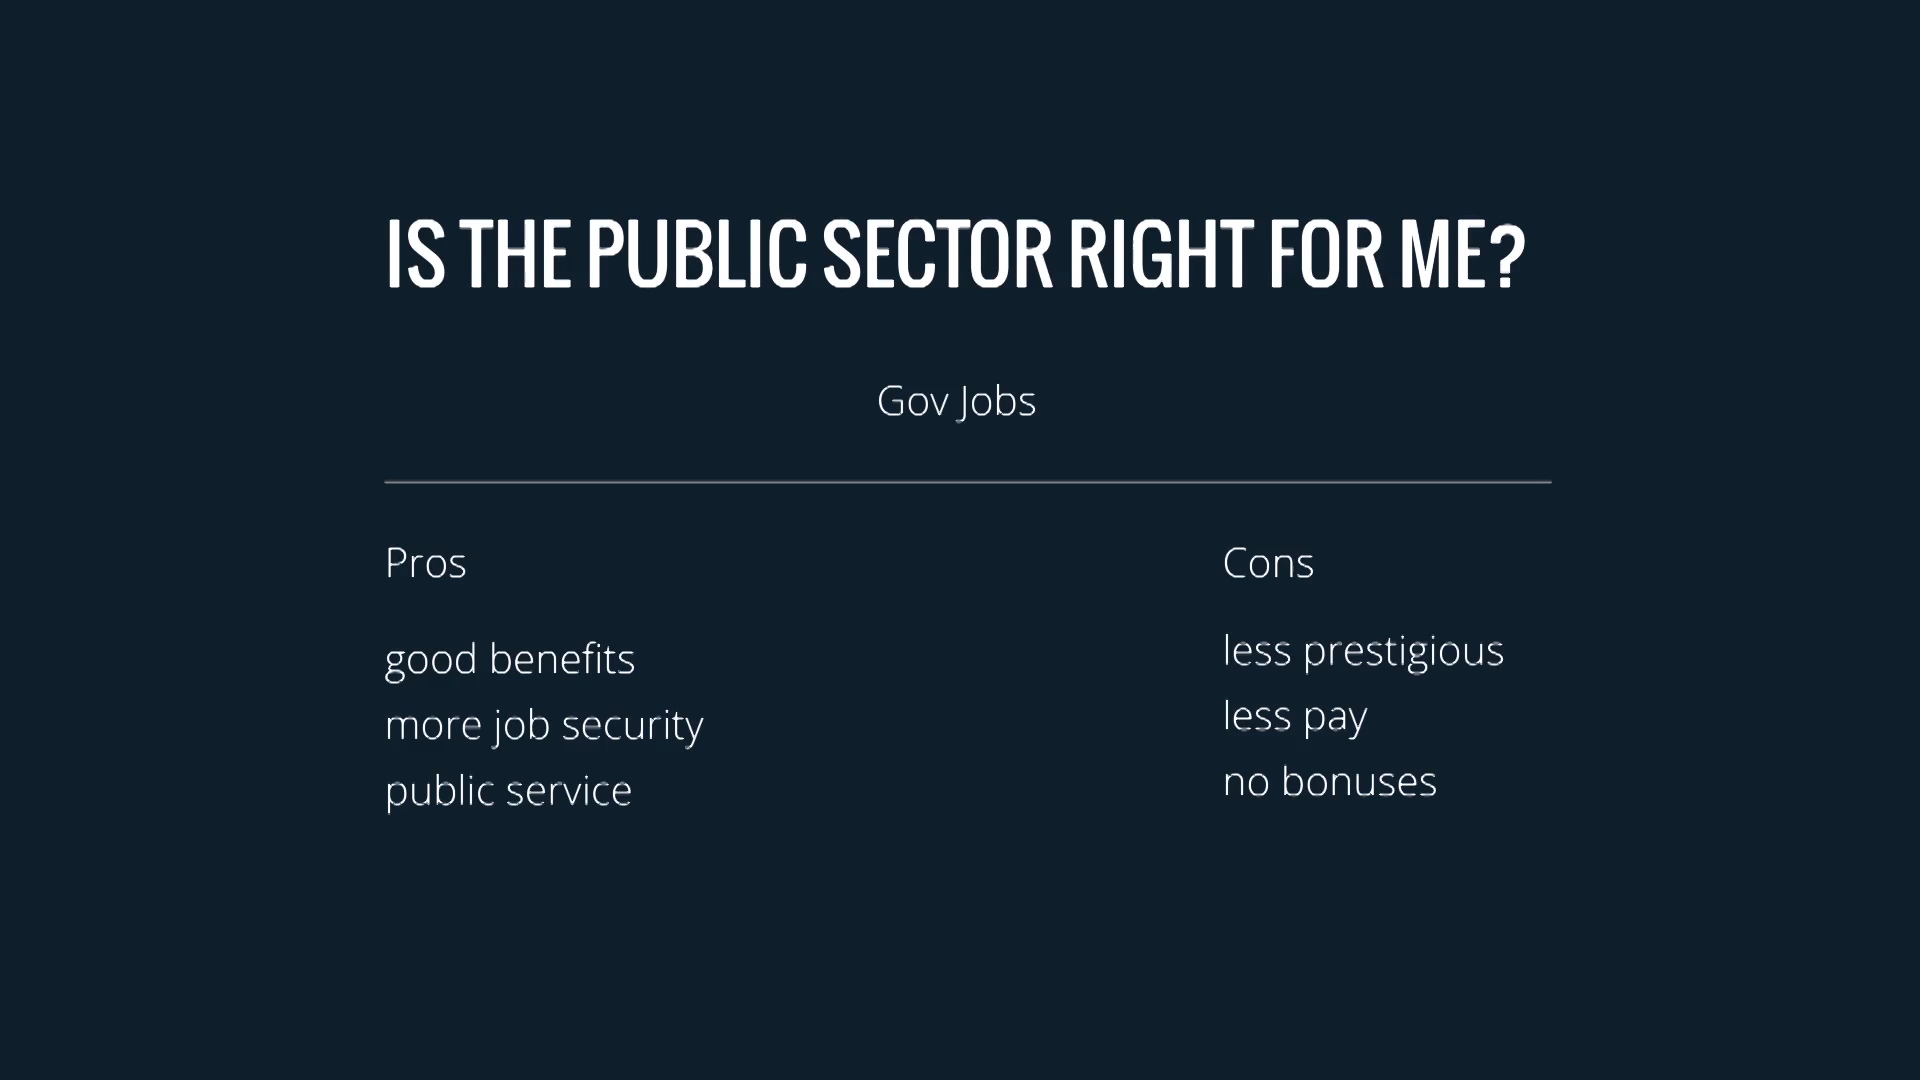 IS THE PUBLIC SECTOR RIGHT FOR ME?
Gov Jobs
Pros
good benefits
more job security
public service
Cons
less prestigious
less pay
no bonuses